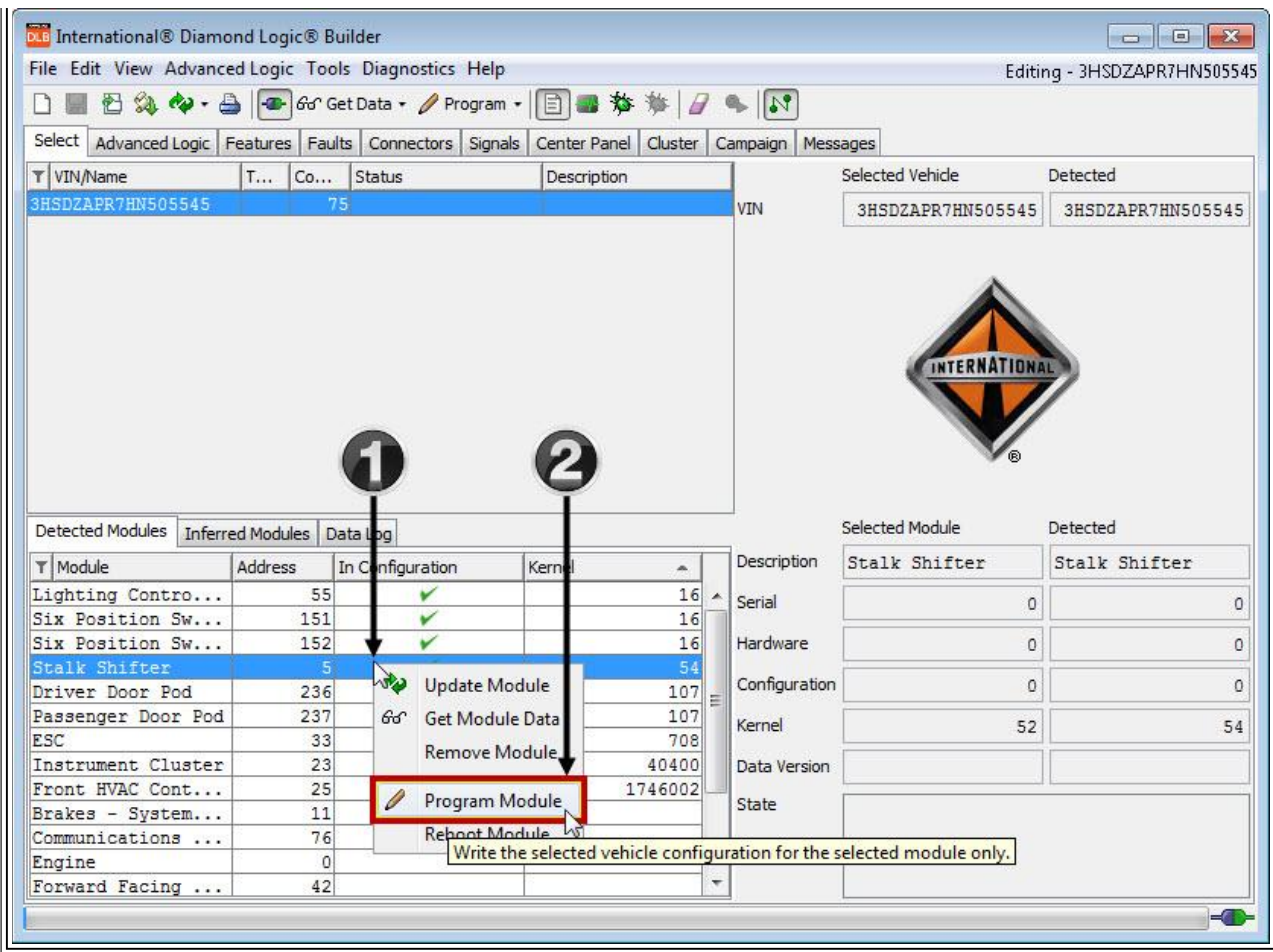 DLB International® Diamond Logic® Builder
File Edit View Advanced Logic Tools Diagnostics Help Editing - 3HSDZAPR7HN505545
Get Data Program
Select Advanced Logic Features Faults Connectors Signals Center Panel Cluster Campaign Messages
VIN/Name T... Co... Status Description Selected Vehicle Detected
3HSDZAPR7HN505545 75
VIN 3HSDZAPR7HN505545 3HSDZAPR7HN505545
INTERNATIONAL
®
1 2
Detected Modules Inferred Modules Data Log Selected Module Detected
Module Address In Configuration Kernel
Description Stalk Shifter Stalk Shifter
Lighting Contro... 55 16
Serial 0 0
Six Position Sw... 151 16
Six Position Sw... 152 16
Hardware 0 0
Stalk Shifter 5 54
Update Module
Configuration 0 0
Driver Door Pod 236 107
Passenger Door Pod 237 107
Get Module Data
Kernel 52 54
ESC 33 708
Remove Module
Instrument Cluster 23 40400
Data Version
Front HVAC Cont... 25 1746002
Program Module
State
Brakes - System... 11
Communications ... 76
Reboot Module
Write the selected vehicle configuration for the selected module only.
Engine 0
Forward Facing ... 42